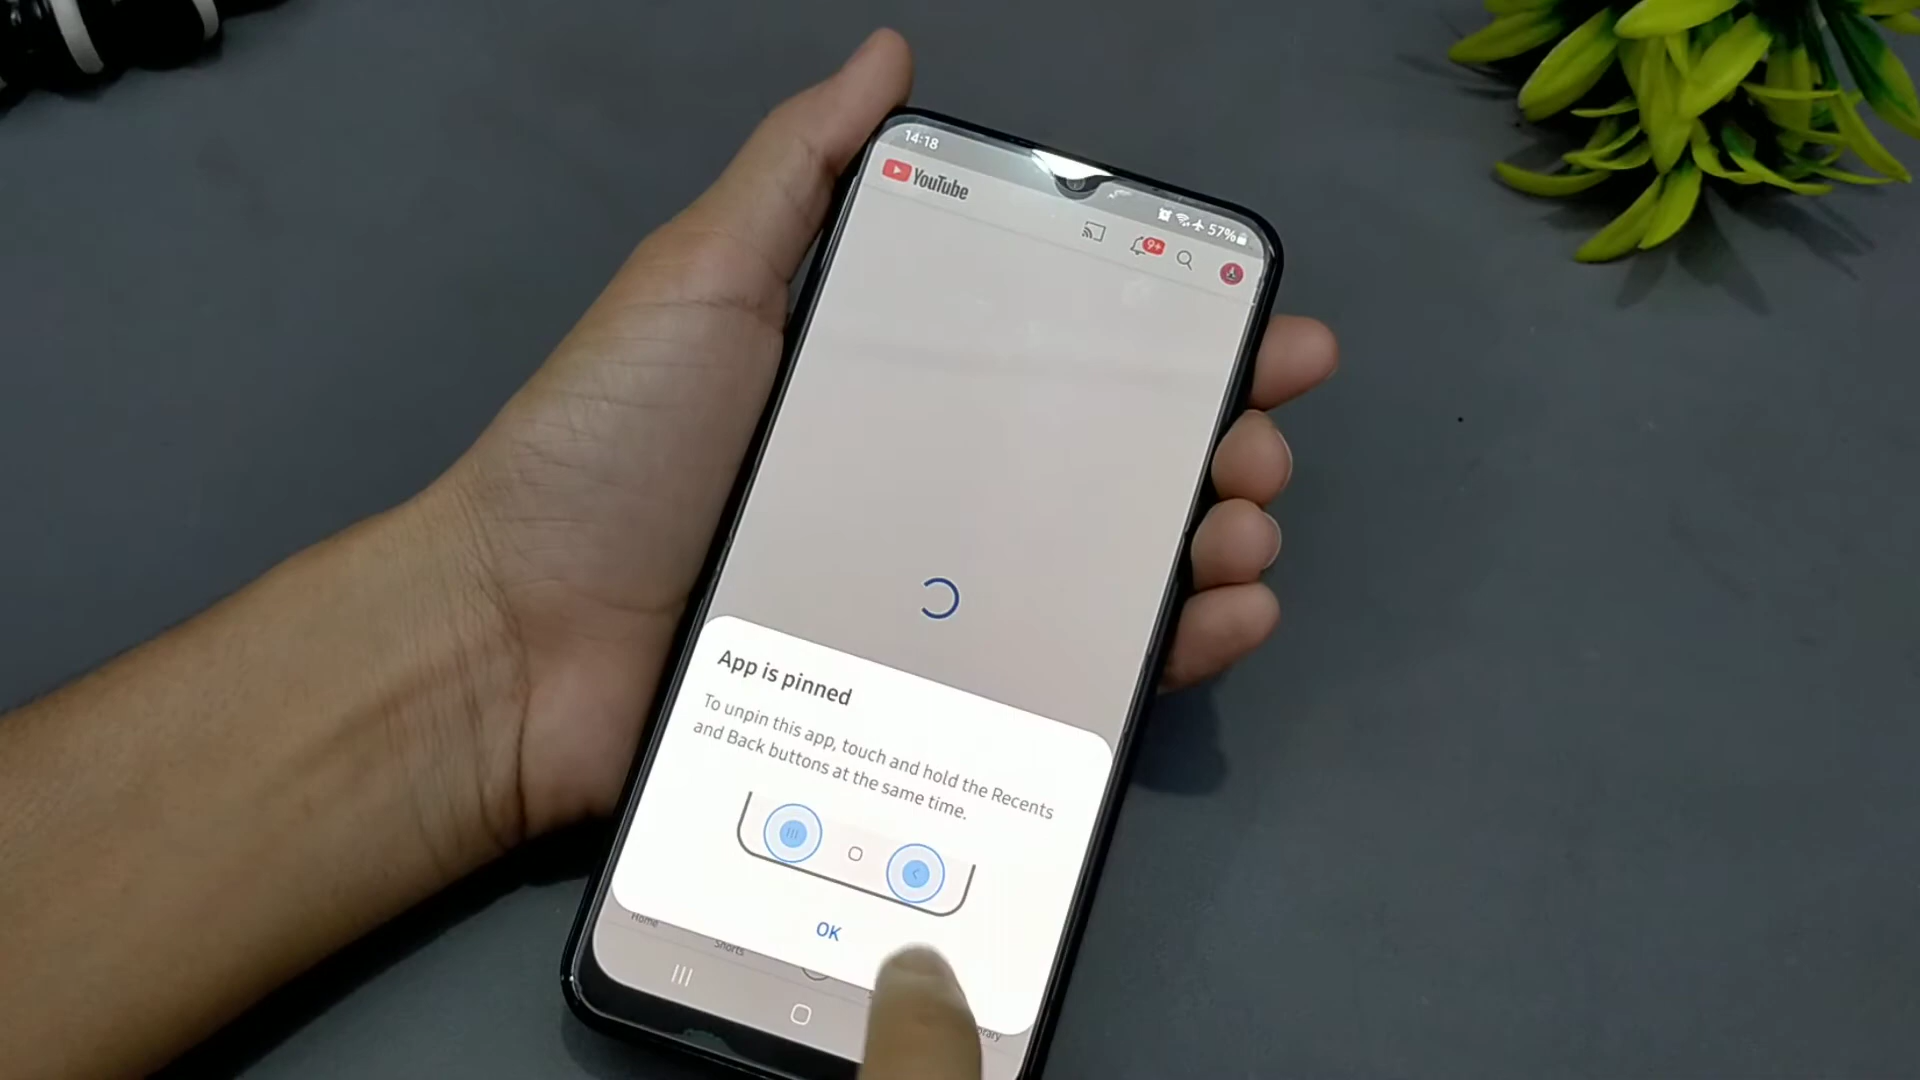 14:18
57%
YouTube
9+
App is pinned
To unpin this app, touch and hold the Recents
and Back buttons at the same time.
OK
Home
Shorts